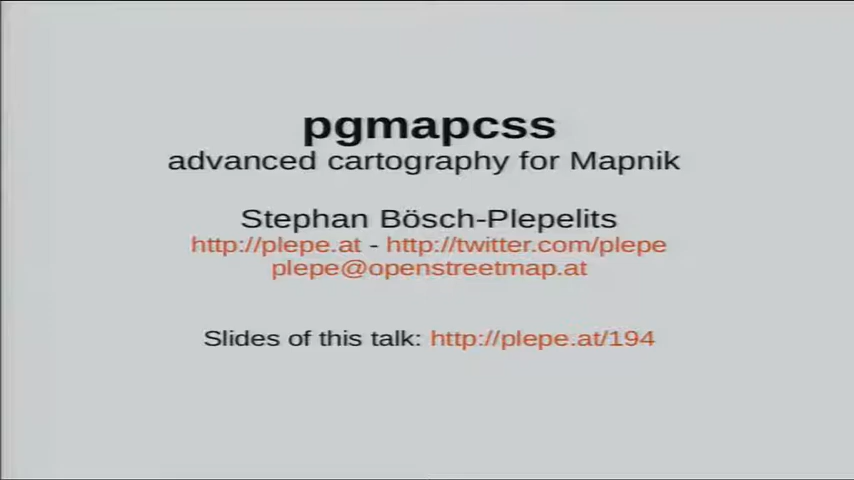 pgmapcss
advanced cartography for Mapnik
Stephan Bösch-Plepelits
http://plepe.at - http://twitter.com/plepe
plepe@openstreetmap.at
Slides of this talk: http://plepe.at/194